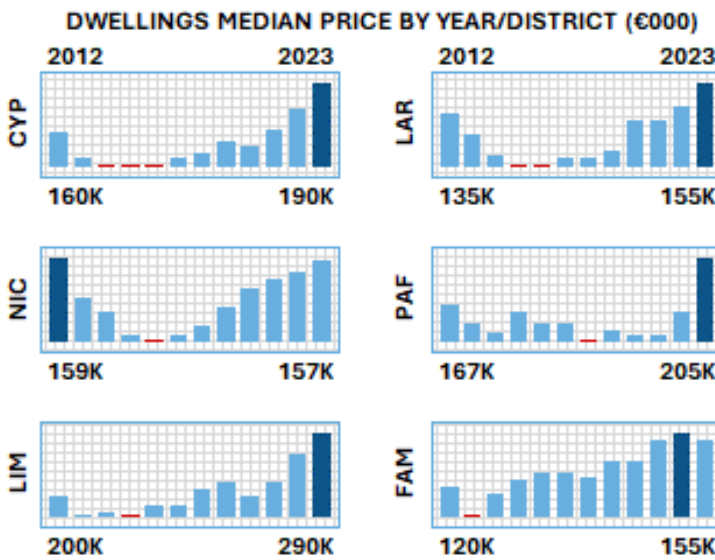 DWELLINGS MEDIAN PRICE BY YEAR/DISTRICT (€000)
2012 2023
CYP
160K 190K
2012 2023
LAR
135K 155K
NIC
159K 157K
PAF
167K 205K
LIM
200K 290K
FAM
120K 155K